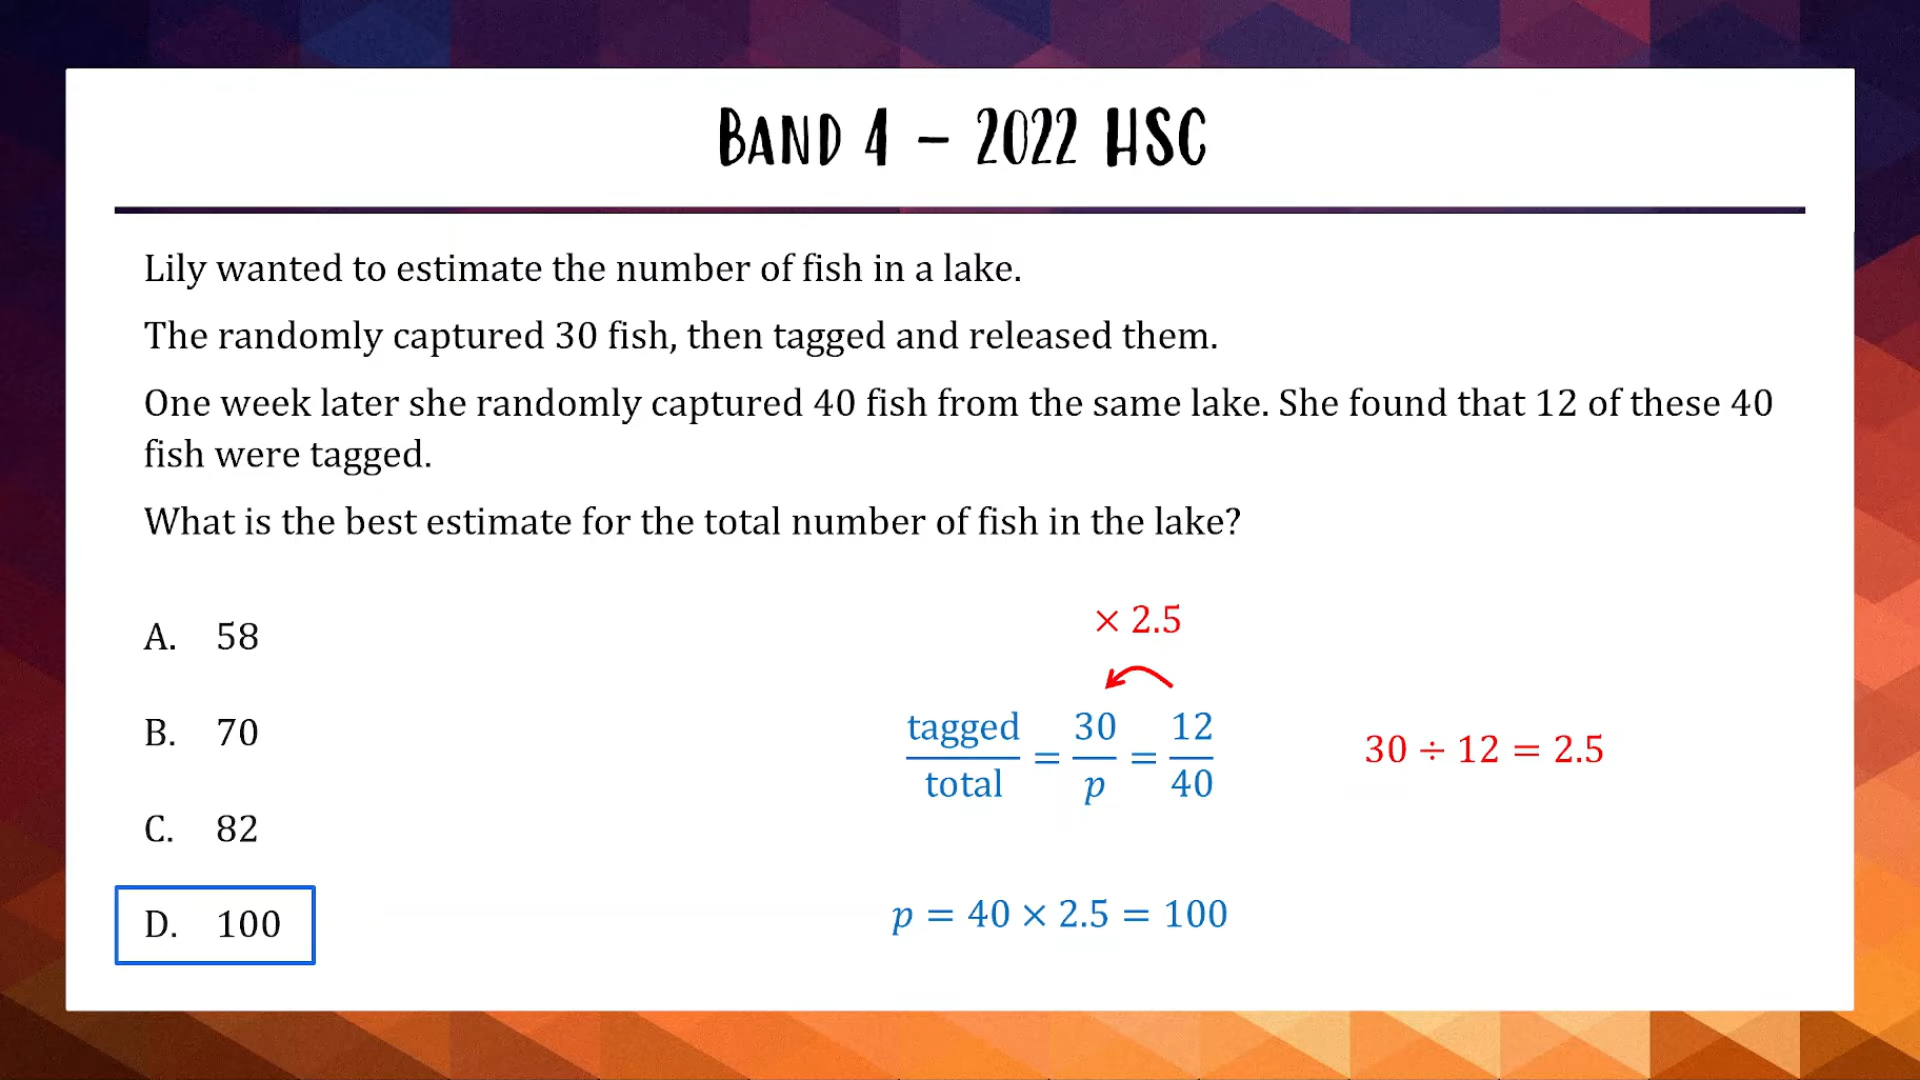 BAND 4 – 2022 HSC
Lily wanted to estimate the number of fish in a lake.
The randomly captured 30 fish, then tagged and released them.
One week later she randomly captured 40 fish from the same lake. She found that 12 of these 40
fish were tagged.
What is the best estimate for the total number of fish in the lake?
A. 58
B. 70
C. 82
D. 100
× 2.5
tagged/total = 30/p = 12/40
30 ÷ 12 = 2.5
p = 40 × 2.5 = 100